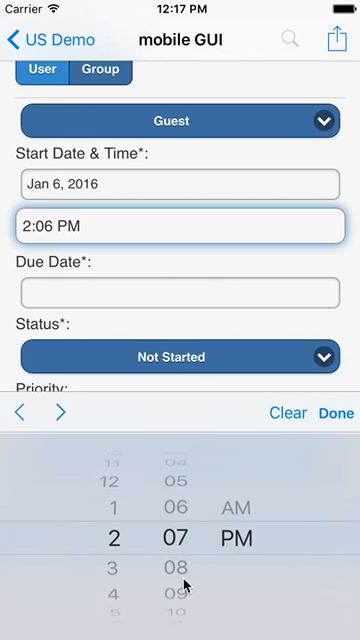 Carrier 12:17 PM
US Demo mobile GUI
User Group
Guest
Start Date & Time*:
Jan 6, 2016
2:06 PM
Due Date*:
Status*:
Not Started
Priority:
Clear Done
11 04
12 05
1 06 AM
2 07 PM
3 08
4 09
5 10